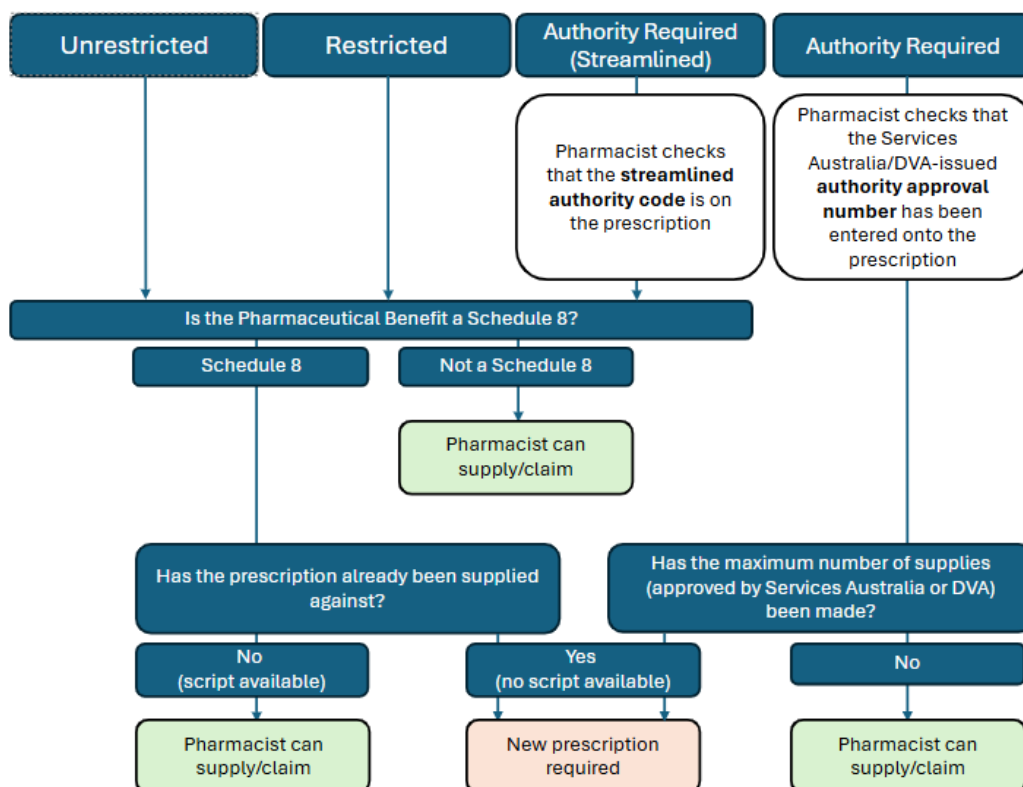 Unrestricted
Restricted
Authority Required
(Streamlined)
Authority Required
Pharmacist checks
that the streamlined
authority code is on
the prescription
Pharmacist checks that
the Services
Australia/DVA-issued
authority approval
number has been
entered onto the
prescription
Is the Pharmaceutical Benefit a Schedule 8?
Schedule 8
Not a Schedule 8
Pharmacist can
supply/claim
Has the prescription already been supplied
against?
Has the maximum number of supplies
(approved by Services Australia or DVA)
been made?
No
(script available)
Yes
(no script available)
No
Pharmacist can
supply/claim
New prescription
required
Pharmacist can
supply/claim